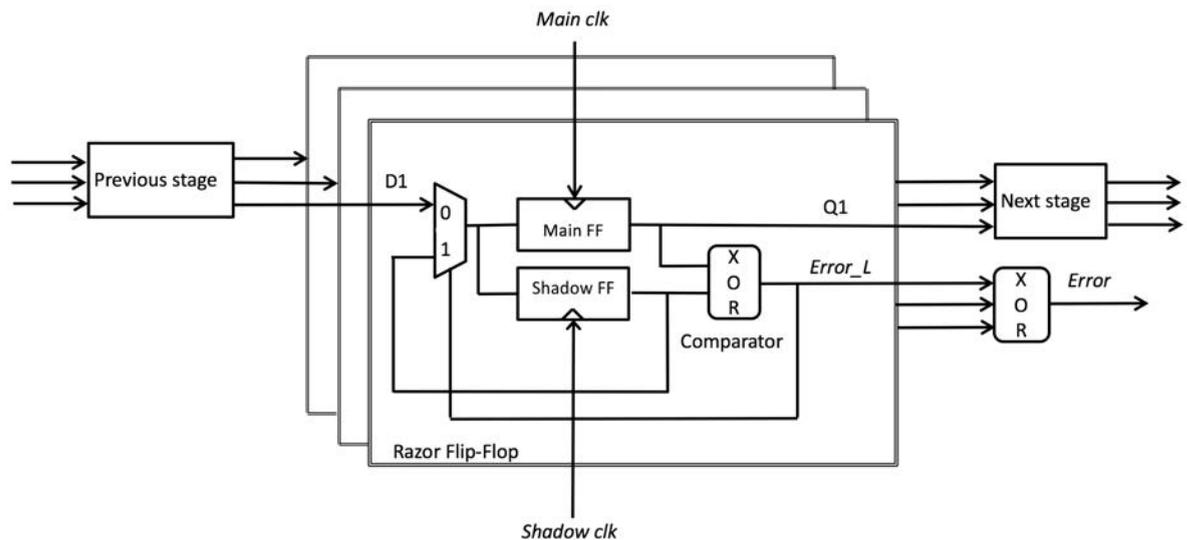 Main clk
Previous stage
D1
0
1
Main FF
Shadow FF
X
O
R
Comparator
Q1
Error_L
Next stage
X
O
R
Error
Razor Flip-Flop
Shadow clk